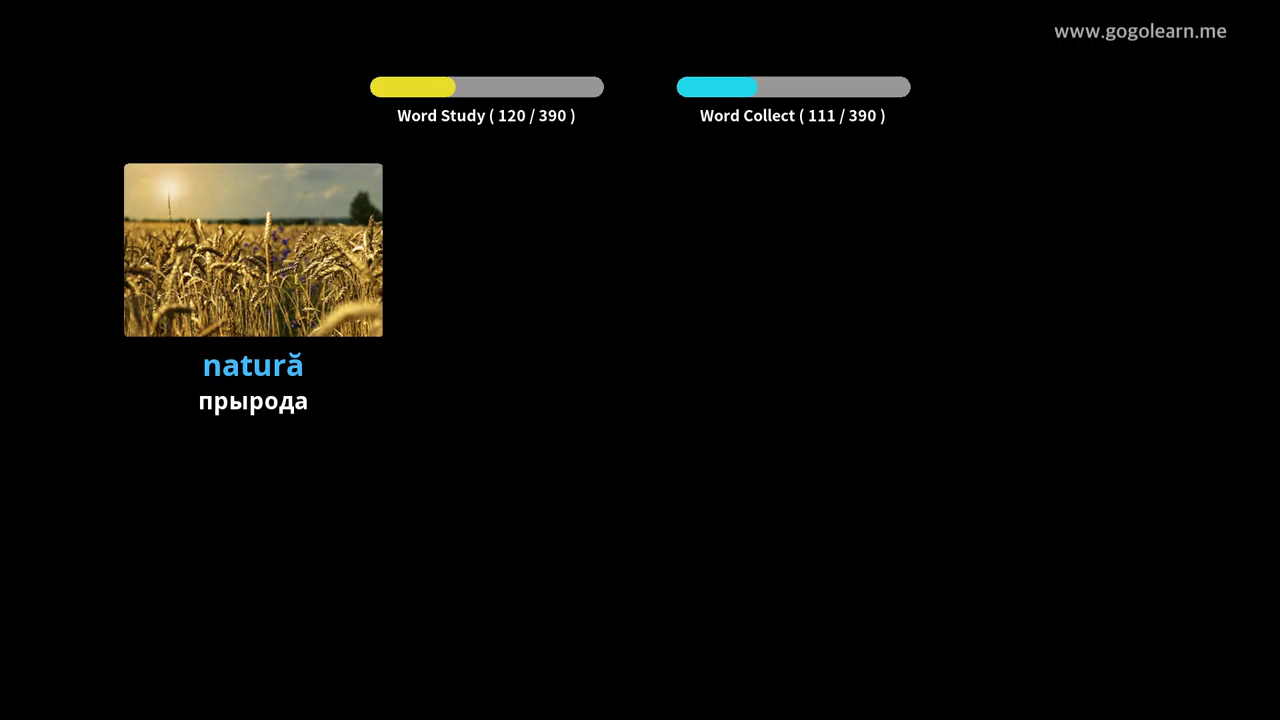 www.gogolearn.me
Word Study ( 120 / 390 )
Word Collect ( 111 / 390 )
natură
прырода